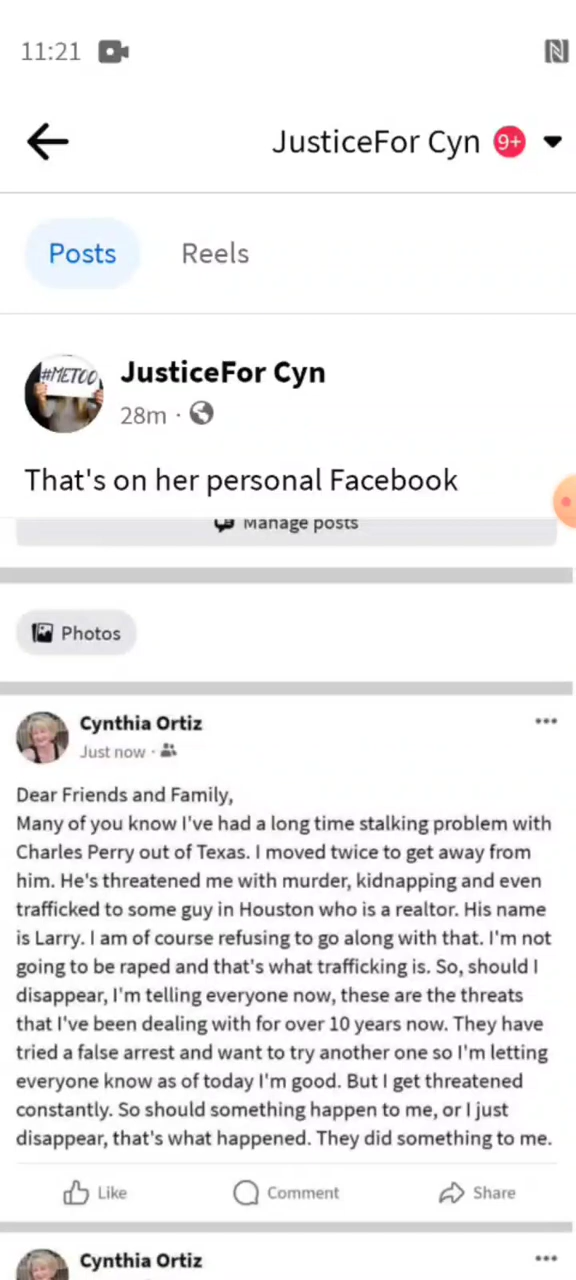 11:21
JusticeFor Cyn 9+
Posts Reels
#METOO
JusticeFor Cyn
28m ·
That's on her personal Facebook
Manage posts
Photos
Cynthia Ortiz
Just now ·
Dear Friends and Family,
Many of you know I've had a long time stalking problem with
Charles Perry out of Texas. I moved twice to get away from
him. He's threatened me with murder, kidnapping and even
trafficked to some guy in Houston who is a realtor. His name
is Larry. I am of course refusing to go along with that. I'm not
going to be raped and that's what trafficking is. So, should I
disappear, I'm telling everyone now, these are the threats
that I've been dealing with for over 10 years now. They have
tried a false arrest and want to try another one so I'm letting
everyone know as of today I'm good. But I get threatened
constantly. So should something happen to me, or I just
disappear, that's what happened. They did something to me.
Like Comment Share
Cynthia Ortiz